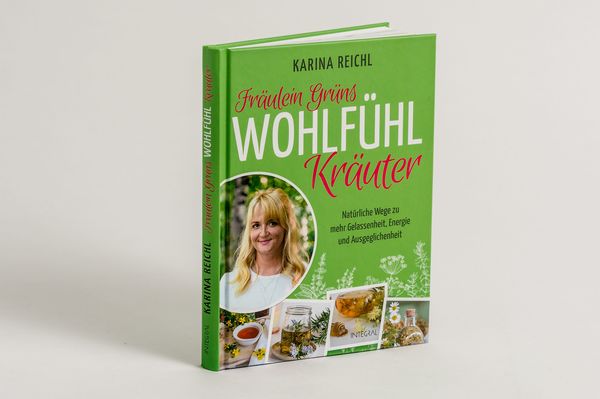 KARINA REICHL
Fräulein Grüns
WOHLFÜHL
Kräuter
Natürliche Wege zu
mehr Gelassenheit, Energie
und Ausgeglichenheit
INTEGRAL
INTEGRAL KARINA REICHL Fräulein Grüns WOHLFÜHL Kräuter